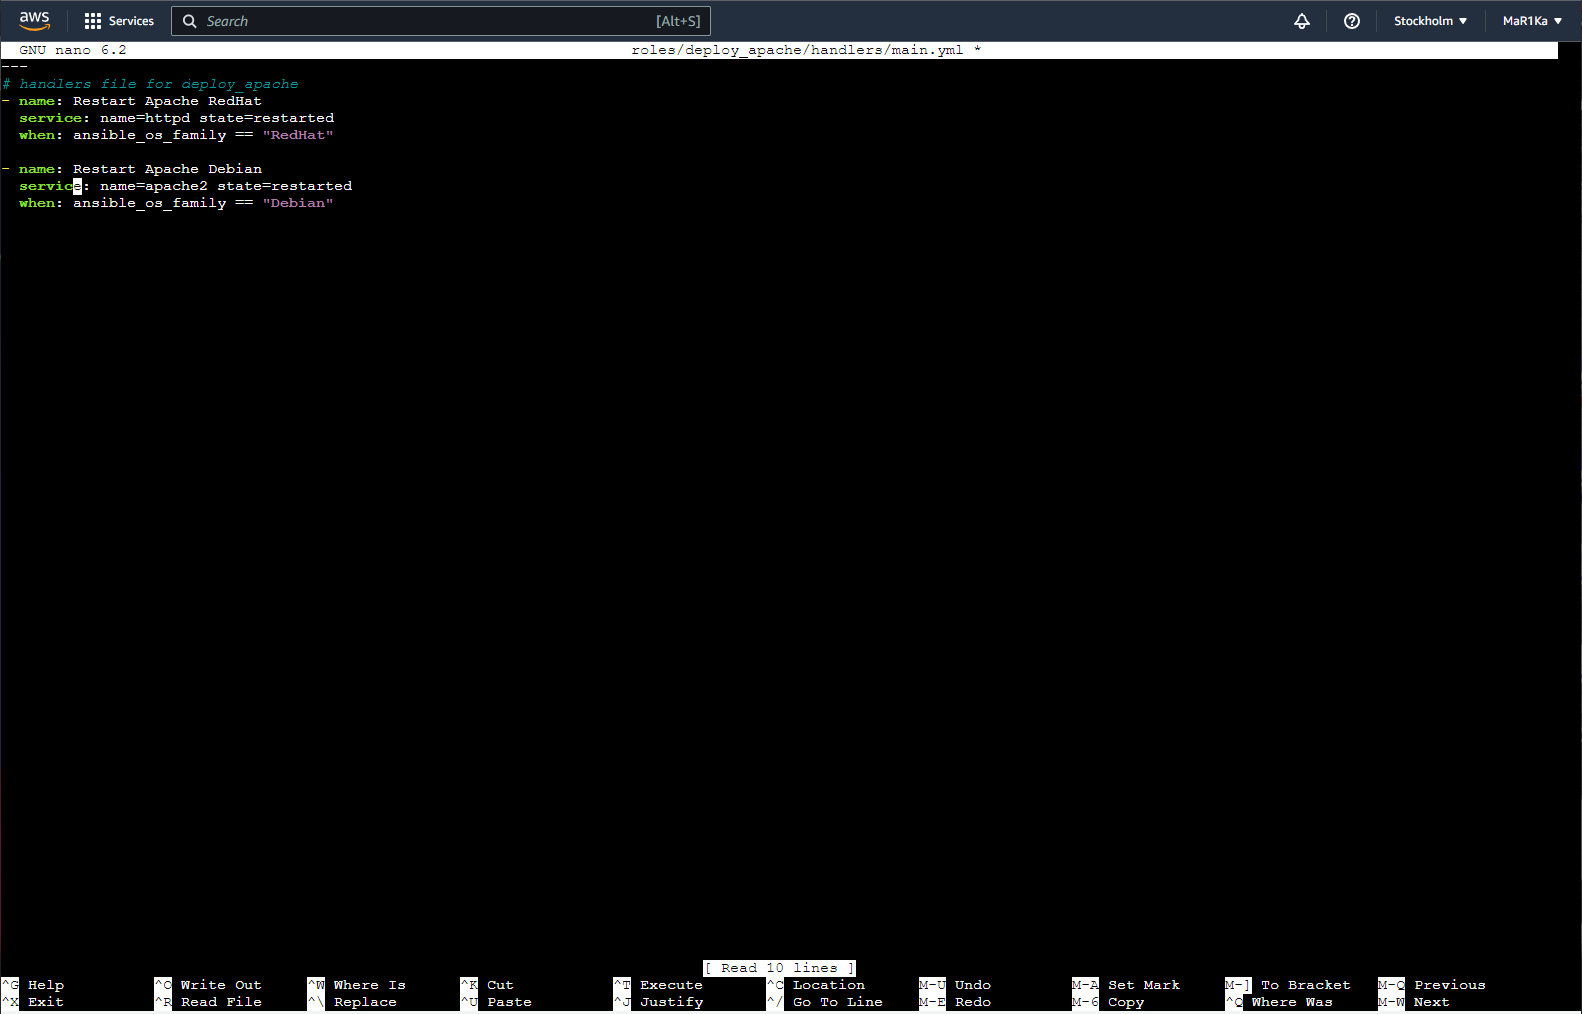 aws Services Search [Alt+S] Stockholm ▼ MaR1Ka ▼
GNU nano 6.2 roles/deploy_apache/handlers/main.yml *
---
# handlers file for deploy_apache
- name: Restart Apache RedHat
  service: name=httpd state=restarted
  when: ansible_os_family == "RedHat"

- name: Restart Apache Debian
  service: name=apache2 state=restarted
  when: ansible_os_family == "Debian"
[ Read 10 lines ]
^G Help ^O Write Out ^W Where Is ^K Cut ^T Execute ^C Location M-U Undo M-A Set Mark M-] To Bracket M-Q Previous
^X Exit ^R Read File ^\ Replace ^U Paste ^J Justify ^/ Go To Line M-E Redo M-6 Copy ^Q Where Was M-W Next